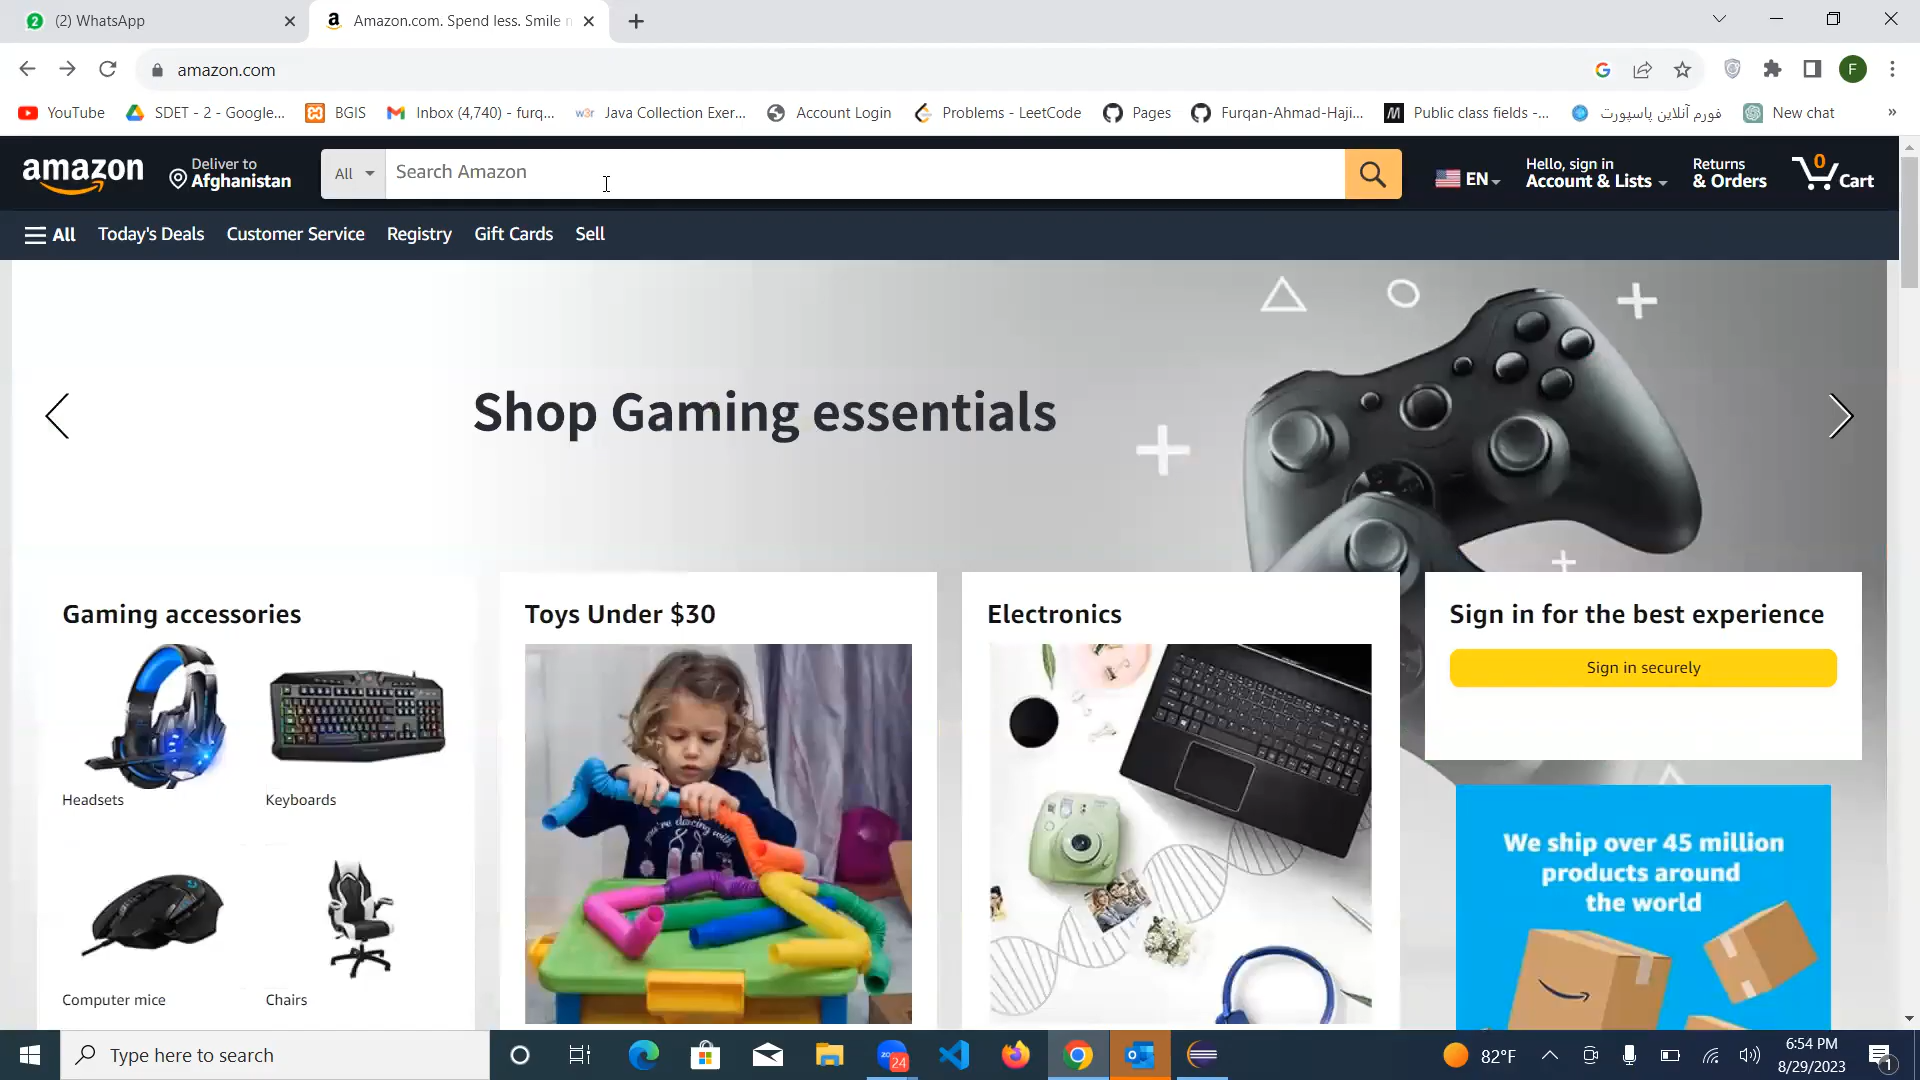 (2) WhatsApp
Amazon.com. Spend less. Smile
amazon.com
F
YouTube
SDET - 2 - Google...
BGIS
Inbox (4,740) - furq...
Java Collection Exer...
Account Login
Problems - LeetCode
Pages
Furqan-Ahmad-Haji...
Public class fields -...
فورم آنلاین پاسپورت
New chat
»
amazon
Deliver to
Afghanistan
All
Search Amazon
EN
Hello, sign in
Account & Lists
Returns
& Orders
0
Cart
All
Today's Deals
Customer Service
Registry
Gift Cards
Sell
Shop Gaming essentials
Gaming accessories
Headsets
Keyboards
Computer mice
Chairs
Toys Under $30
Electronics
Sign in for the best experience
Sign in securely
We ship over 45 million
products around
the world
Type here to search
24
82°F
6:54 PM
8/29/2023
1